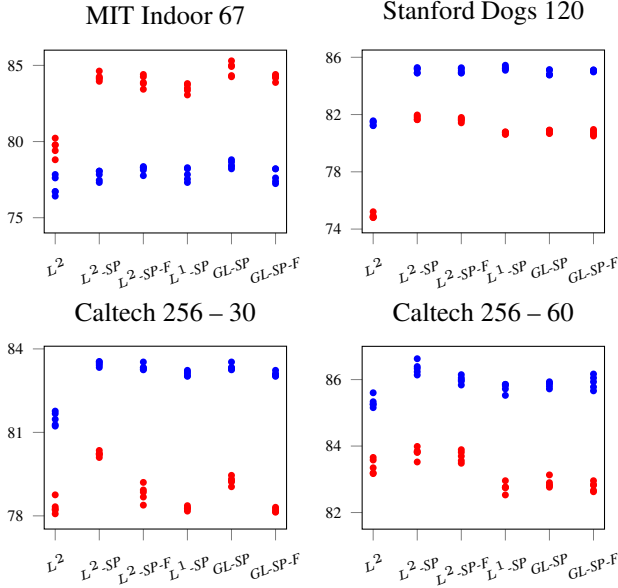 MIT Indoor 67
85
80
75
L² L²-SP L²-SP-F L¹-SP GL-SP GL-SP-F
Stanford Dogs 120
86
82
78
74
L² L²-SP L²-SP-F L¹-SP GL-SP GL-SP-F
Caltech 256 – 30
84
81
78
L² L²-SP L²-SP-F L¹-SP GL-SP GL-SP-F
Caltech 256 – 60
86
84
82
L² L²-SP L²-SP-F L¹-SP GL-SP GL-SP-F